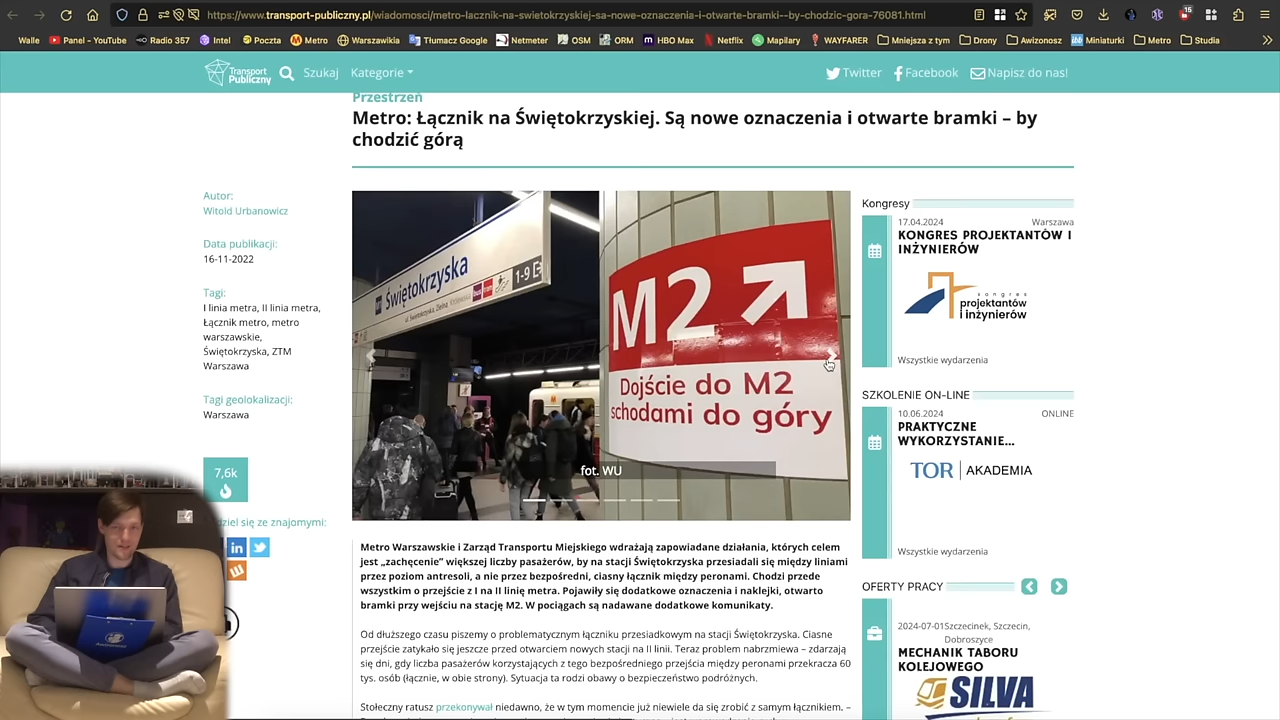 https://www.transport-publiczny.pl/wiadomosci/metro-lacznik-na-swietokrzyskiej-sa-nowe-oznaczenia-i-otwarte-bramki--by-chodzic-gora-76081.html
15
Walle Panel - YouTube Radio 357 Intel Poczta Metro Warszawikia Tłumacz Google Netmeter OSM ORM HBO Max Netflix Mapilary WAYFARER Mniejsza z tym Drony Awizonosz Miniaturki Metro Studia
Transport Publiczny Szukaj Kategorie Twitter Facebook Napisz do nas!
Przestrzeń
Metro: Łącznik na Świętokrzyskiej. Są nowe oznaczenia i otwarte bramki – by
chodzić górą
Autor:
Witold Urbanowicz
Data publikacji:
16-11-2022
Tagi:
I linia metra, II linia metra,
Łącznik metro, metro
warszawskie,
Świętokrzyska, ZTM
Warszawa
Tagi geolokalizacji:
Warszawa
7,6k
dziel się ze znajomymi:
Świętokrzyska
1-9
M2
Dojście do M2
schodami do góry
fot. WU
Metro Warszawskie i Zarząd Transportu Miejskiego wdrażają zapowiadane działania, których celem
jest „zachęcenie” większej liczby pasażerów, by na stacji Świętokrzyska przesiadali się między liniami
przez poziom antresoli, a nie przez bezpośredni, ciasny łącznik między peronami. Chodzi przede
wszystkim o przejście z I na II linię metra. Pojawiły się dodatkowe oznaczenia i naklejki, otwarto
bramki przy wejściu na stację M2. W pociągach są nadawane dodatkowe komunikaty.
Od dłuższego czasu piszemy o problematycznym łączniku przesiadkowym na stacji Świętokrzyska. Ciasne
przejście zatykało się jeszcze przed otwarciem nowych stacji na II linii. Teraz problem nabrzmiewa – zdarzają
się dni, gdy liczba pasażerów korzystających z tego bezpośredniego przejścia między peronami przekracza 60
tys. osób (łącznie, w obie strony). Sytuacja ta rodzi obawy o bezpieczeństwo podróżnych.
Stołeczny ratusz przekonywał niedawno, że w tym momencie już niewiele da się zrobić z samym łącznikiem. –
Kongresy
17.04.2024 Warszawa
KONGRES PROJEKTANTÓW I
INŻYNIERÓW
kongres
projektantów
i inżynierów
Wszystkie wydarzenia
SZKOLENIE ON-LINE
10.06.2024 ONLINE
PRAKTYCZNE
WYKORZYSTANIE...
TOR AKADEMIA
Wszystkie wydarzenia
OFERTY PRACY
2024-07-01Szczecinek, Szczecin,
Dobroszyce
MECHANIK TABORU
KOLEJOWEGO
SILVA